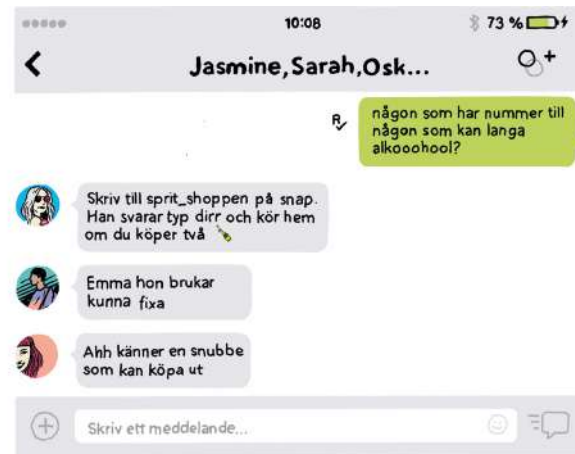 10:08
73 %
Jasmine,Sarah,Osk...
någon som har nummer till
någon som kan langa
alkooohool?
Skriv till sprit_shoppen på snap.
Han svarar typ dirr och kör hem
om du köper två
Emma hon brukar
kunna fixa
Ahh känner en snubbe
som kan köpa ut
Skriv ett meddelande...